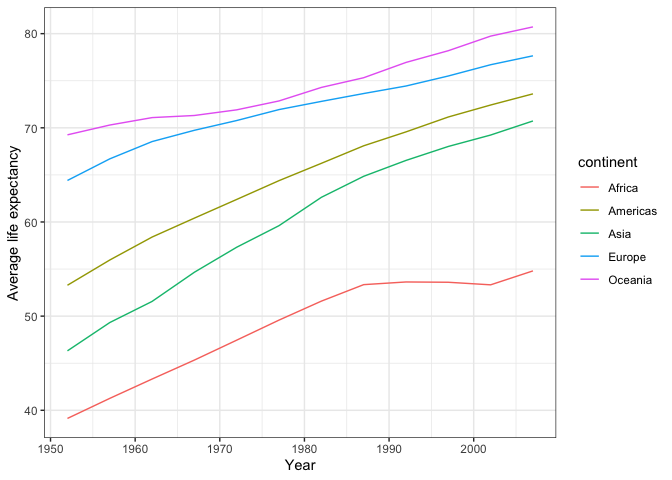 80
70
60
50
40
Average life expectancy
1950
1960
1970
1980
1990
2000
Year
continent
Africa
Americas
Asia
Europe
Oceania